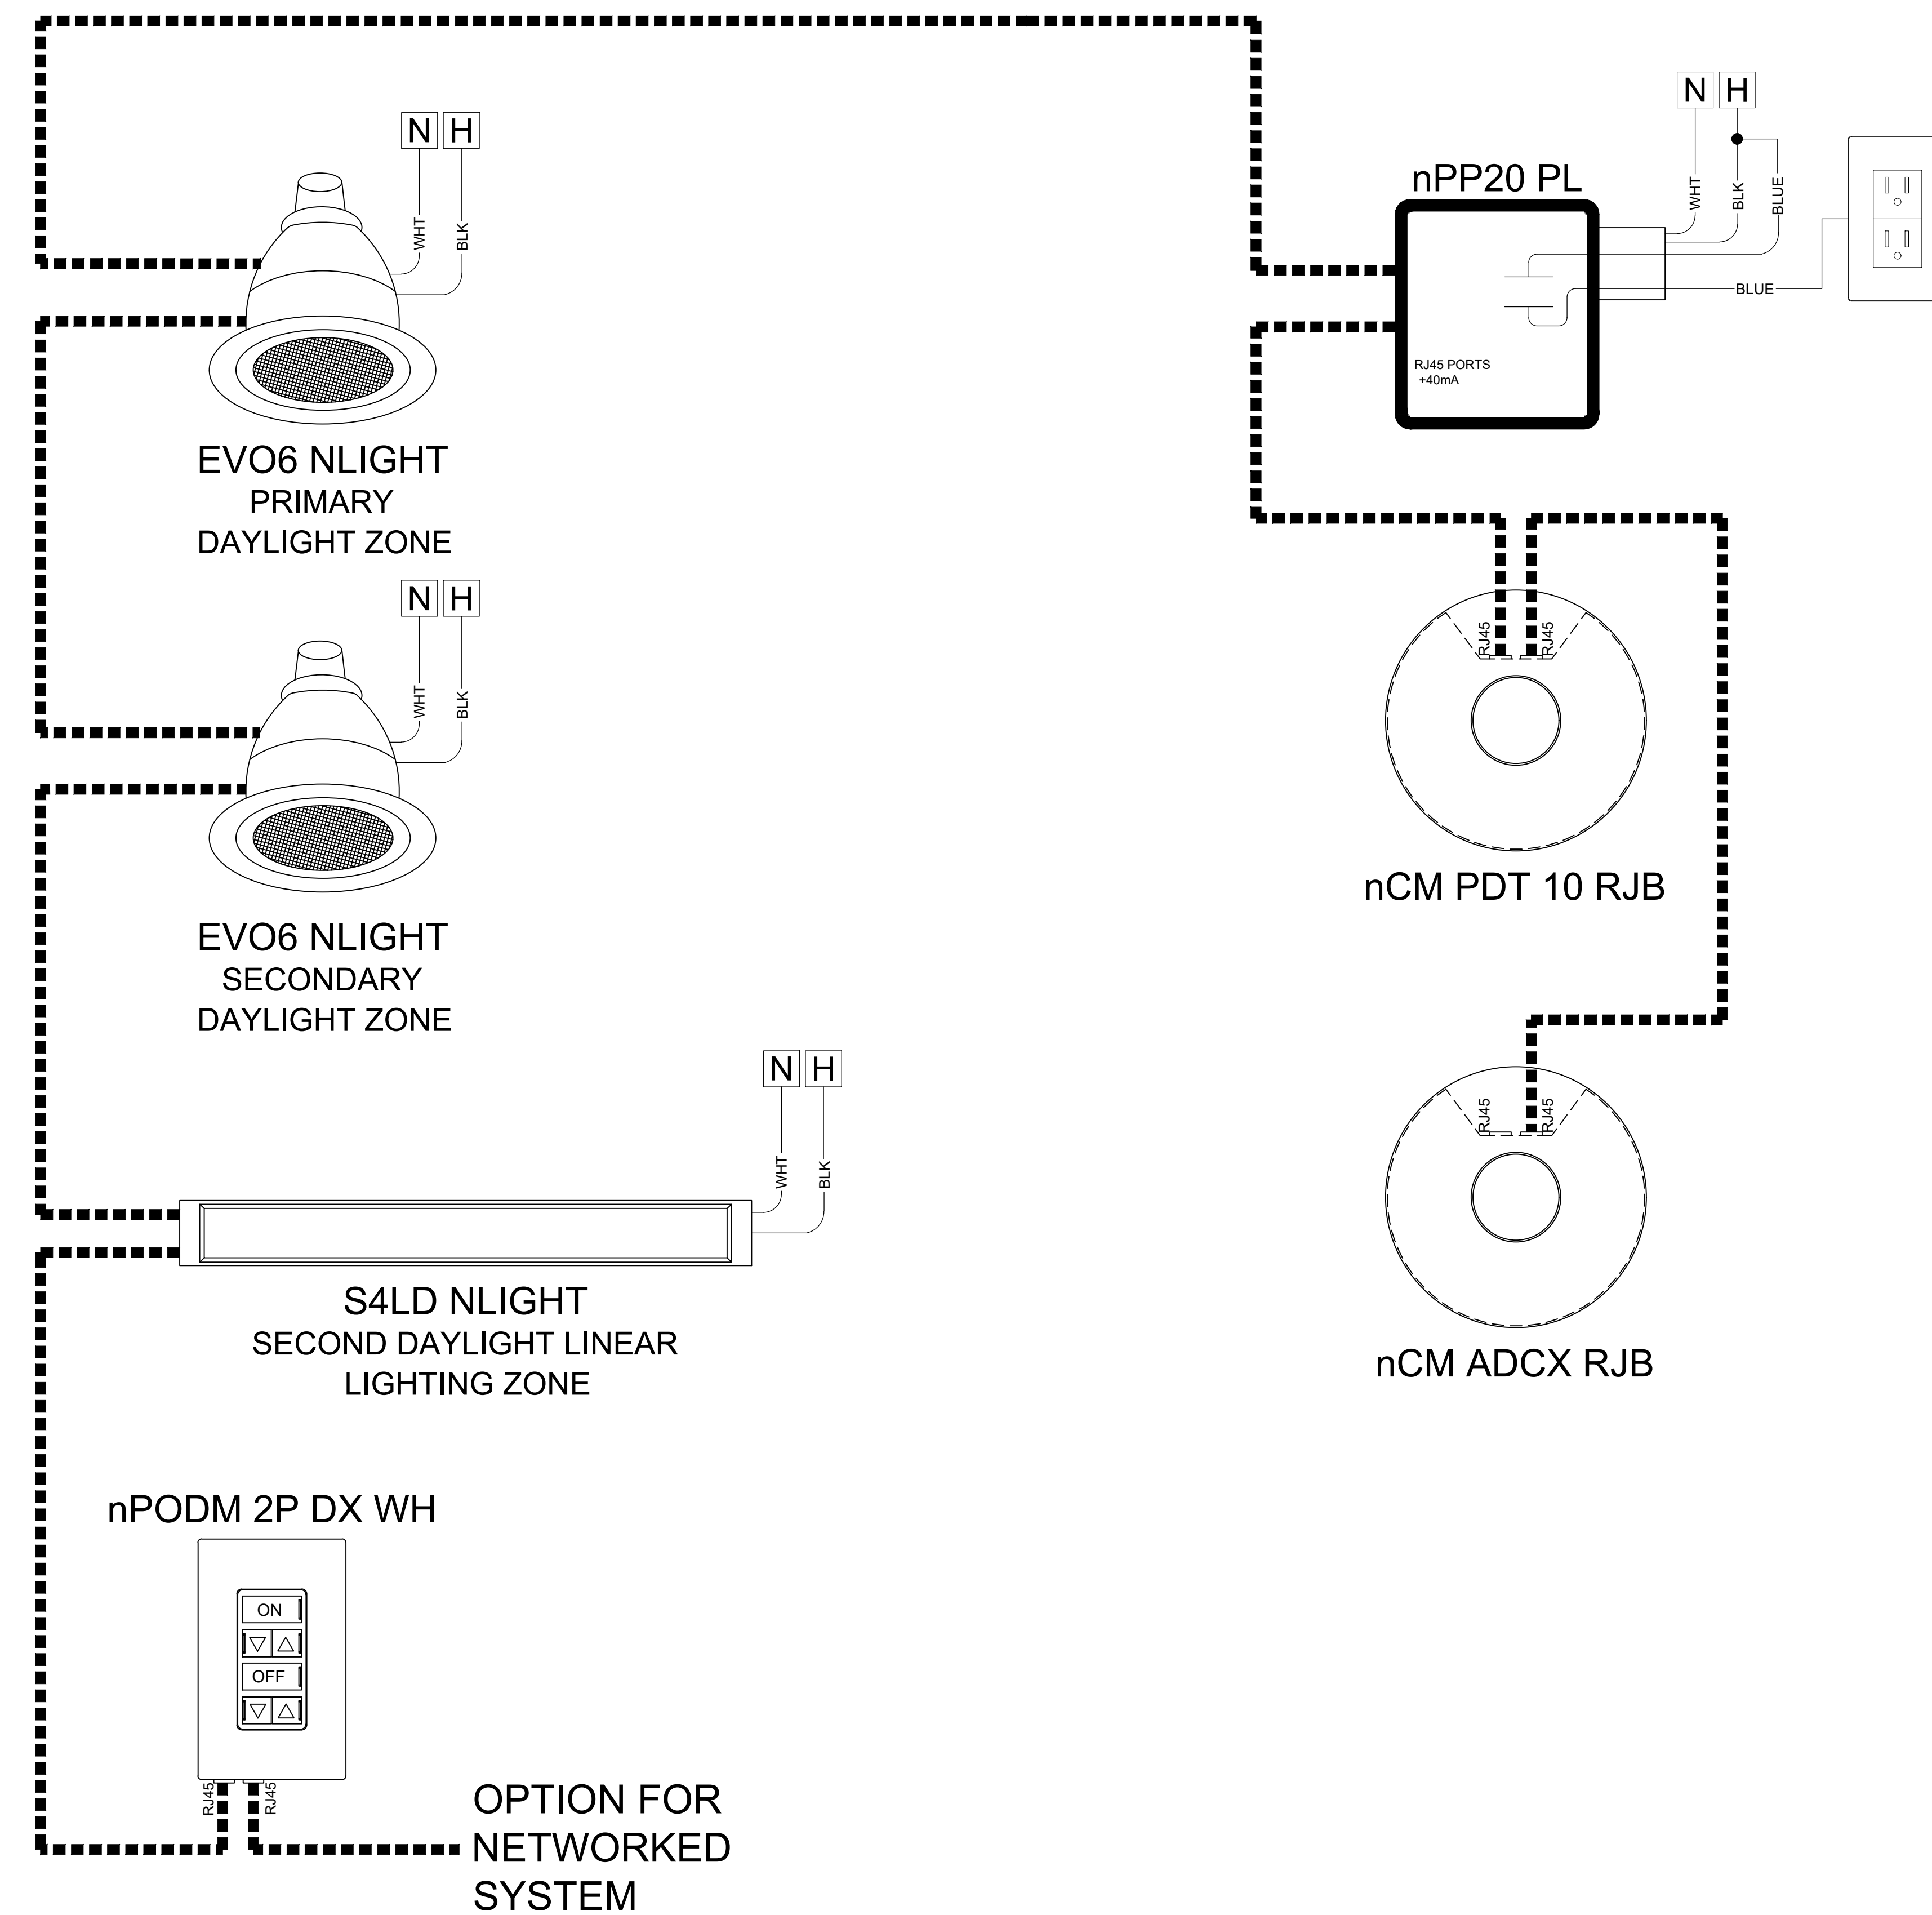 N H
WHT
BLK
EVO6 NLIGHT
PRIMARY
DAYLIGHT ZONE
N H
WHT
BLK
EVO6 NLIGHT
SECONDARY
DAYLIGHT ZONE
N H
WHT
BLK
S4LD NLIGHT
SECOND DAYLIGHT LINEAR
LIGHTING ZONE
nPODM 2P DX WH
ON
OFF
RJ45
RJ45
OPTION FOR
NETWORKED
SYSTEM
N H
WHT
BLK
BLUE
nPP20 PL
BLUE
RJ45 PORTS
+40mA
RJ45
RJ45
nCM PDT 10 RJB
RJ45
RJ45
nCM ADCX RJB